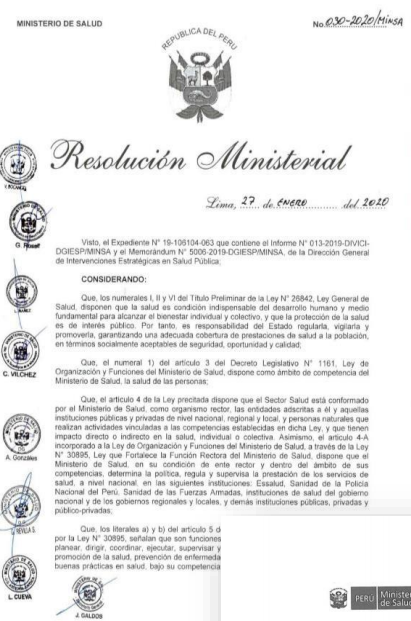 MINISTERIO DE SALUD
No. 030-2020/MINSA
REPUBLICA DEL PERU
Resolución Ministerial
Lima, 27 de ENERO del 2020
Visto, el Expediente N° 19-106104-063 que contiene el Informe N° 013-2019-DIVICI-
DGIESP/MINSA y el Memorándum N° 5006-2019-DGIESP/MINSA, de la Dirección General
de Intervenciones Estratégicas en Salud Pública;
CONSIDERANDO:
Que, los numerales I, II y VI del Título Preliminar de la Ley N° 26842, Ley General de
Salud, disponen que la salud es condición indispensable del desarrollo humano y medio
fundamental para alcanzar el bienestar individual y colectivo, y que la protección de la salud
es de interés público. Por tanto, es responsabilidad del Estado regularla, vigilarla y
promoverla, garantizando una adecuada cobertura de prestaciones de salud a la población,
en términos socialmente aceptables de seguridad, oportunidad y calidad;
Que, el numeral 1) del artículo 3 del Decreto Legislativo N° 1161, Ley de
Organización y Funciones del Ministerio de Salud, dispone como ámbito de competencia del
Ministerio de Salud, la salud de las personas;
Que, el artículo 4 de la Ley precitada dispone que el Sector Salud está conformado
por el Ministerio de Salud, como organismo rector, las entidades adscritas a él y aquellas
instituciones públicas y privadas de nivel nacional, regional y local, y personas naturales que
realizan actividades vinculadas a las competencias establecidas en dicha Ley, y que tienen
impacto directo o indirecto en la salud, individual o colectiva. Asimismo, el artículo 4-A
incorporado a la Ley de Organización y Funciones del Ministerio de Salud, a través de la Ley
N° 30895, Ley que Fortalece la Función Rectora del Ministerio de Salud, dispone que el
Ministerio de Salud, en su condición de ente rector y dentro del ámbito de sus
competencias, determina la política, regula y supervisa la prestación de los servicios de
salud, a nivel nacional, en las siguientes instituciones: Essalud, Sanidad de la Policía
Nacional del Perú, Sanidad de las Fuerzas Armadas, instituciones de salud del gobierno
nacional y de los gobiernos regionales y locales, y demás instituciones públicas, privadas y
público-privadas;
Que, los literales a) y b) del artículo 5 d
por la Ley N° 30895, señalan que son funciones
planear, dirigir, coordinar, ejecutar, supervisar y
promoción de la salud, prevención de enfermeda
buenas prácticas en salud, bajo su competencia
G. Rosell
C. VILCHEZ
A. Gonzales
L. CUEVA
J. GALDOS
PERÚ Minister
de Salud